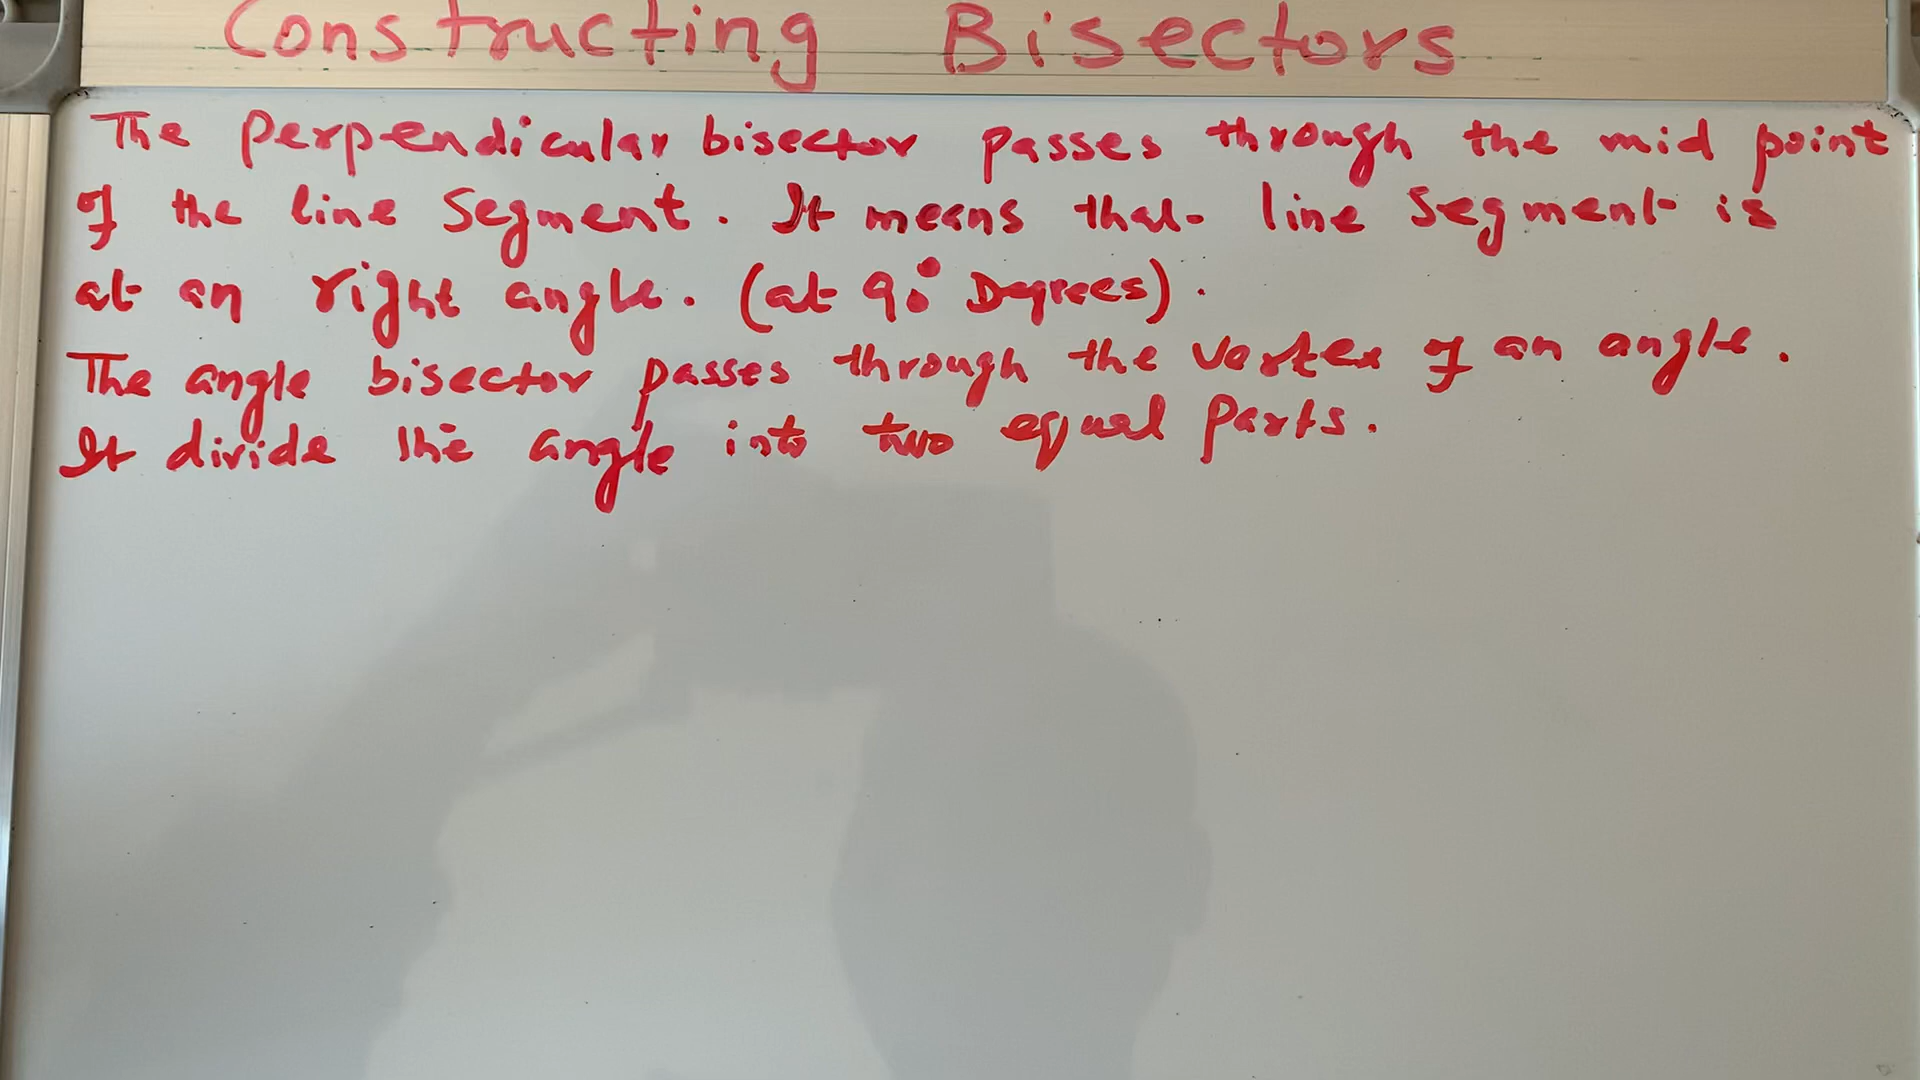 Constructing Bisectors
The perpendicular bisector passes through the mid point
of the line segment. It means that line segment is
at an right angle. (at 90° Degrees).
The angle bisector passes through the vertex of an angle.
It divide the angle into two equal parts.